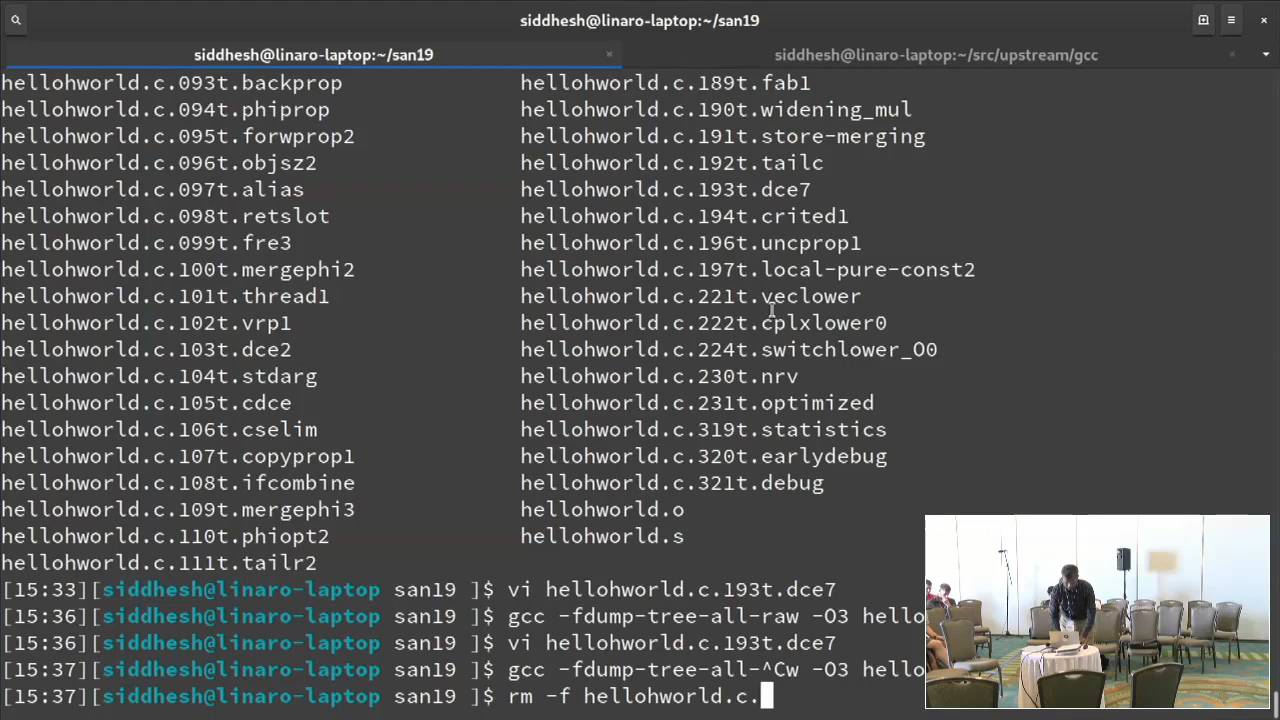 siddhesh@linaro-laptop:~/san19
siddhesh@linaro-laptop:~/san19 × siddhesh@linaro-laptop:~/src/upstream/gcc ×
hellohworld.c.093t.backprop hellohworld.c.189t.fab1
hellohworld.c.094t.phiprop hellohworld.c.190t.widening_mul
hellohworld.c.095t.forwprop2 hellohworld.c.191t.store-merging
hellohworld.c.096t.objsz2 hellohworld.c.192t.tailc
hellohworld.c.097t.alias hellohworld.c.193t.dce7
hellohworld.c.098t.retslot hellohworld.c.194t.crited1
hellohworld.c.099t.fre3 hellohworld.c.196t.uncprop1
hellohworld.c.100t.mergephi2 hellohworld.c.197t.local-pure-const2
hellohworld.c.101t.thread1 hellohworld.c.221t.veclower
hellohworld.c.102t.vrp1 hellohworld.c.222t.cplxlower0
hellohworld.c.103t.dce2 hellohworld.c.224t.switchlower_O0
hellohworld.c.104t.stdarg hellohworld.c.230t.nrv
hellohworld.c.105t.cdce hellohworld.c.231t.optimized
hellohworld.c.106t.cselim hellohworld.c.319t.statistics
hellohworld.c.107t.copyprop1 hellohworld.c.320t.earlydebug
hellohworld.c.108t.ifcombine hellohworld.c.321t.debug
hellohworld.c.109t.mergephi3 hellohworld.o
hellohworld.c.110t.phiopt2 hellohworld.s
hellohworld.c.111t.tailr2
[15:33][siddhesh@linaro-laptop san19 ]$ vi hellohworld.c.193t.dce7
[15:36][siddhesh@linaro-laptop san19 ]$ gcc -fdump-tree-all-raw -O3 hello
[15:36][siddhesh@linaro-laptop san19 ]$ vi hellohworld.c.193t.dce7
[15:37][siddhesh@linaro-laptop san19 ]$ gcc -fdump-tree-all-^Cw -O3 hello
[15:37][siddhesh@linaro-laptop san19 ]$ rm -f hellohworld.c.